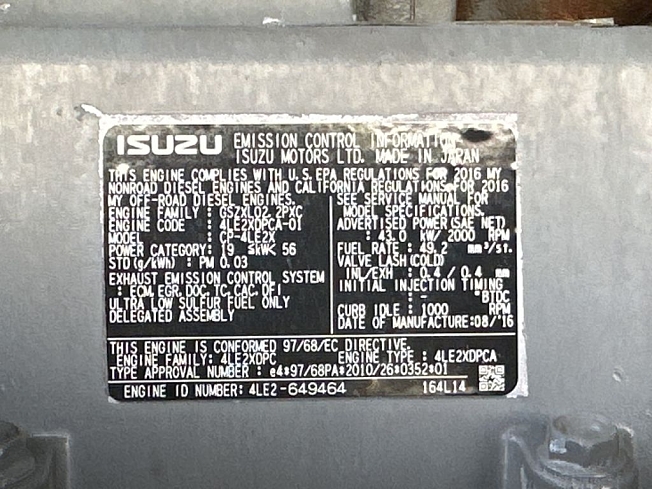 ISUZU EMISSION CONTROL INFORMATION
ISUZU MOTORS LTD. MADE IN JAPAN
THIS ENGINE COMPLIES WITH U.S.EPA REGULATIONS FOR 2016 MY
NONROAD DIESEL ENGINES AND CALIFORNIA REGULATIONS FOR 2016
MY OFF-ROAD DIESEL ENGINES.
ENGINE FAMILY : GSZXL02.2PXC
ENGINE CODE : 4LE2XDPCA-01
MODEL : CP-4LE2X
POWER CATEGORY: 19 ≤kW< 56
STD(g/kWh) : PM 0.03
EXHAUST EMISSION CONTROL SYSTEM
: ECM,EGR,DOC,TC,CAC,DFI
ULTRA LOW SULFUR FUEL ONLY
DELEGATED ASSEMBLY
SEE SERVICE MANUAL FOR
MODEL SPECIFICATIONS.
ADVERTISED POWER(SAE NET)
: 43.0 kW/2000 RPM
FUEL RATE : 49.2 mm³/st.
VALVE LASH(COLD)
INL/EXH : 0.4 / 0.4 mm
INITIAL INJECTION TIMING
: - °BTDC
CURB IDLE : 1000 RPM
DATE OF MANUFACTURE:08/'16
THIS ENGINE IS CONFORMED 97/68/EC DIRECTIVE.
ENGINE FAMILY: 4LE2XDPC ENGINE TYPE : 4LE2XDPCA
TYPE APPROVAL NUMBER : e4*97/68PA*2010/26*0352*01
ENGINE ID NUMBER: 4LE2-649464 164L14